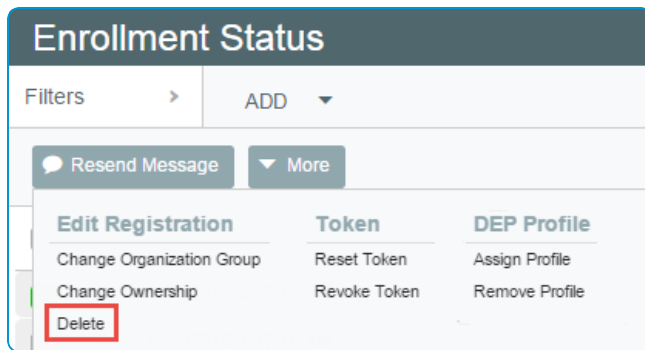 Enrollment Status
Filters > ADD
Resend Message More
Edit Registration Token DEP Profile
Change Organization Group Reset Token Assign Profile
Change Ownership Revoke Token Remove Profile
Delete